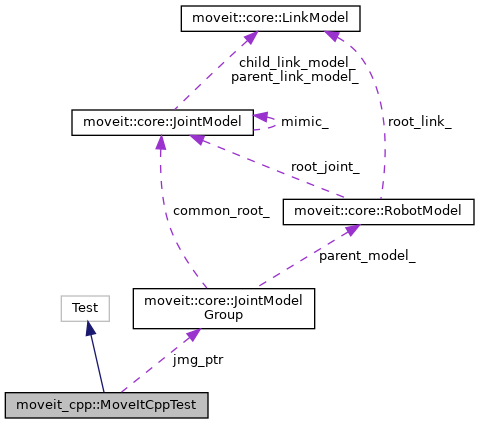 moveit::core::LinkModel
child_link_model_
parent_link_model_
moveit::core::JointModel
mimic_
root_link_
root_joint_
common_root_
moveit::core::RobotModel
parent_model_
moveit::core::JointModel
Group
Test
jmg_ptr
moveit_cpp::MoveItCppTest